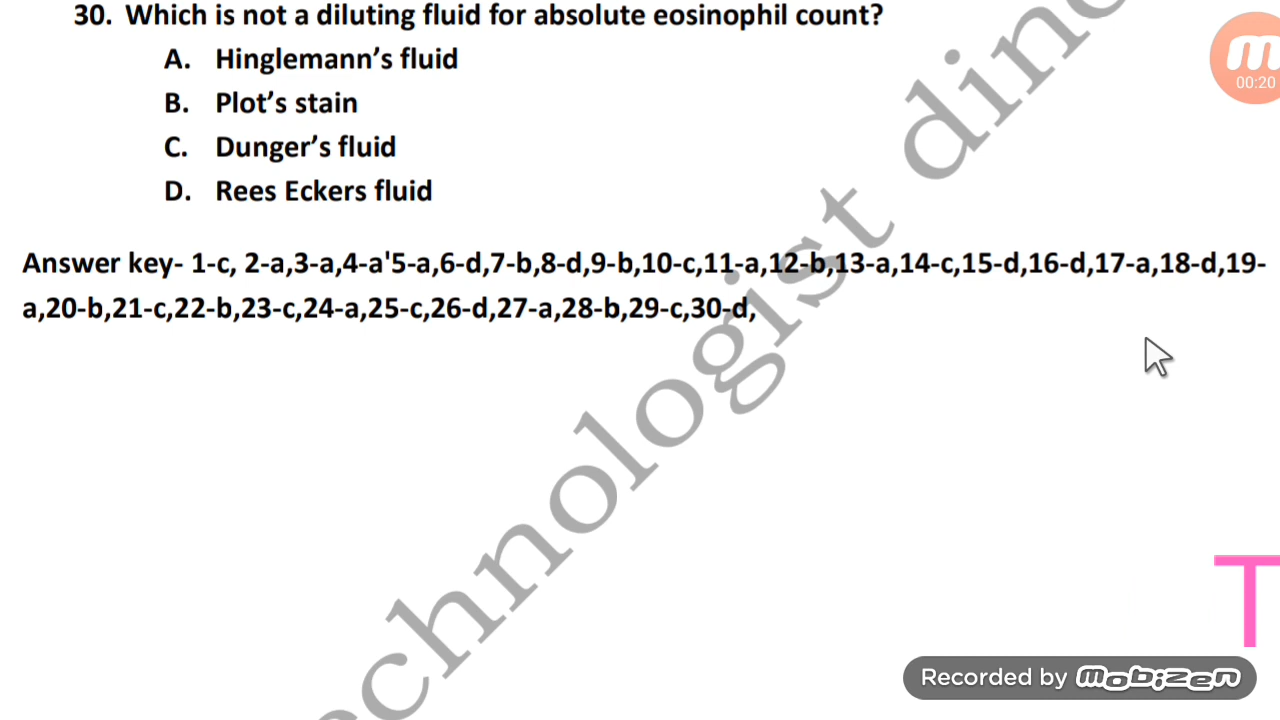 30. Which is not a diluting fluid for absolute eosinophil count?
A. Hinglemann’s fluid
B. Plot’s stain
C. Dunger’s fluid
D. Rees Eckers fluid
Answer key- 1-c, 2-a,3-a,4-a'5-a,6-d,7-b,8-d,9-b,10-c,11-a,12-b,13-a,14-c,15-d,16-d,17-a,18-d,19-
a,20-b,21-c,22-b,23-c,24-a,25-c,26-d,27-a,28-b,29-c,30-d,
chnologist din
m
00:20
T
Recorded by mobizen